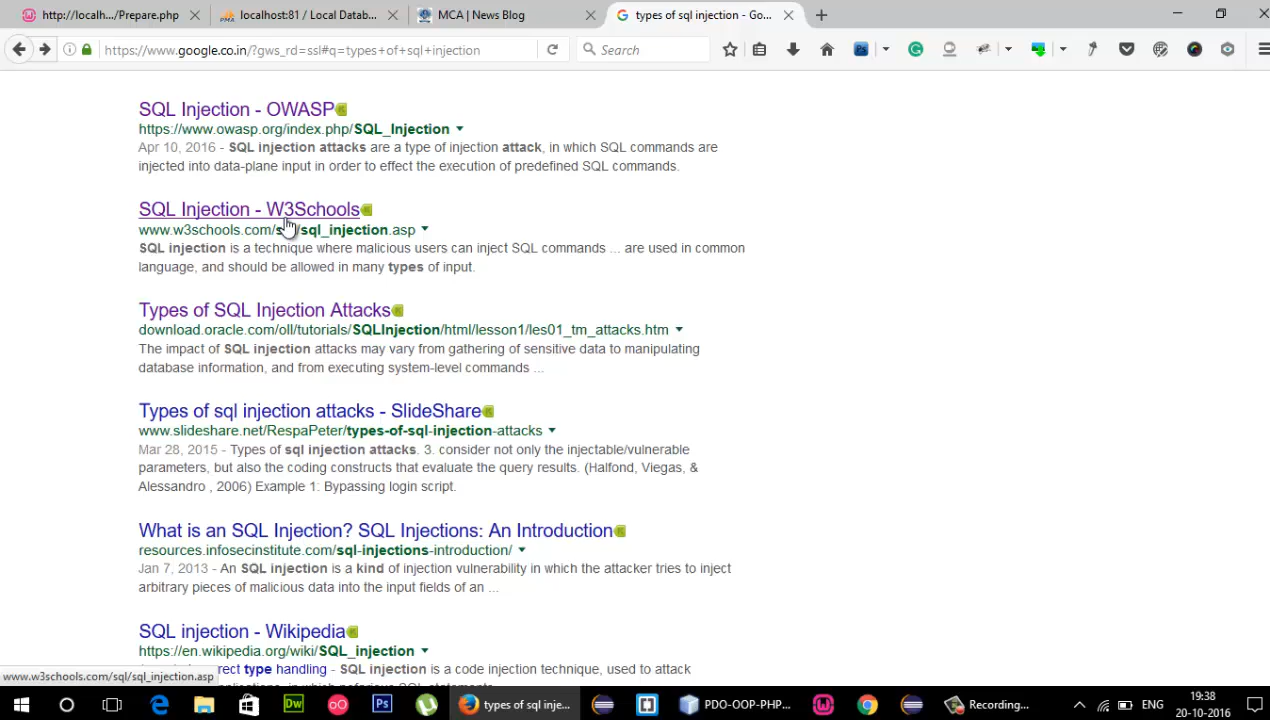 http://localh.../Prepare.php
localhost:81 / Local Datab...
MCA | News Blog
types of sql injection - Go...
https://www.google.co.in/?gws_rd=ssl#q=types+of+sql+injection
Search
SQL Injection - OWASP
https://www.owasp.org/index.php/SQL_Injection
Apr 10, 2016 - SQL injection attacks are a type of injection attack, in which SQL commands are
injected into data-plane input in order to effect the execution of predefined SQL commands.
SQL Injection - W3Schools
www.w3schools.com/sql/sql_injection.asp
SQL injection is a technique where malicious users can inject SQL commands ... are used in common
language, and should be allowed in many types of input.
Types of SQL Injection Attacks
download.oracle.com/oll/tutorials/SQLInjection/html/lesson1/les01_tm_attacks.htm
The impact of SQL injection attacks may vary from gathering of sensitive data to manipulating
database information, and from executing system-level commands ...
Types of sql injection attacks - SlideShare
www.slideshare.net/RespaPeter/types-of-sql-injection-attacks
Mar 28, 2015 - Types of sql injection attacks. 3. consider not only the injectable/vulnerable
parameters, but also the coding constructs that evaluate the query results. (Halfond, Viegas, &
Alessandro , 2006) Example 1: Bypassing login script.
What is an SQL Injection? SQL Injections: An Introduction
resources.infosecinstitute.com/sql-injections-introduction/
Jan 7, 2013 - An SQL injection is a kind of injection vulnerability in which the attacker tries to inject
arbitrary pieces of malicious data into the input fields of an ...
SQL injection - Wikipedia
https://en.wikipedia.org/wiki/SQL_injection
type handling - SQL injection is a code injection technique, used to attack
www.w3schools.com/sql/sql_injection.asp
Dw
Ps
types of sql inje...
PDO-OOP-PHP-...
Recording...
ENG
19:38
20-10-2016